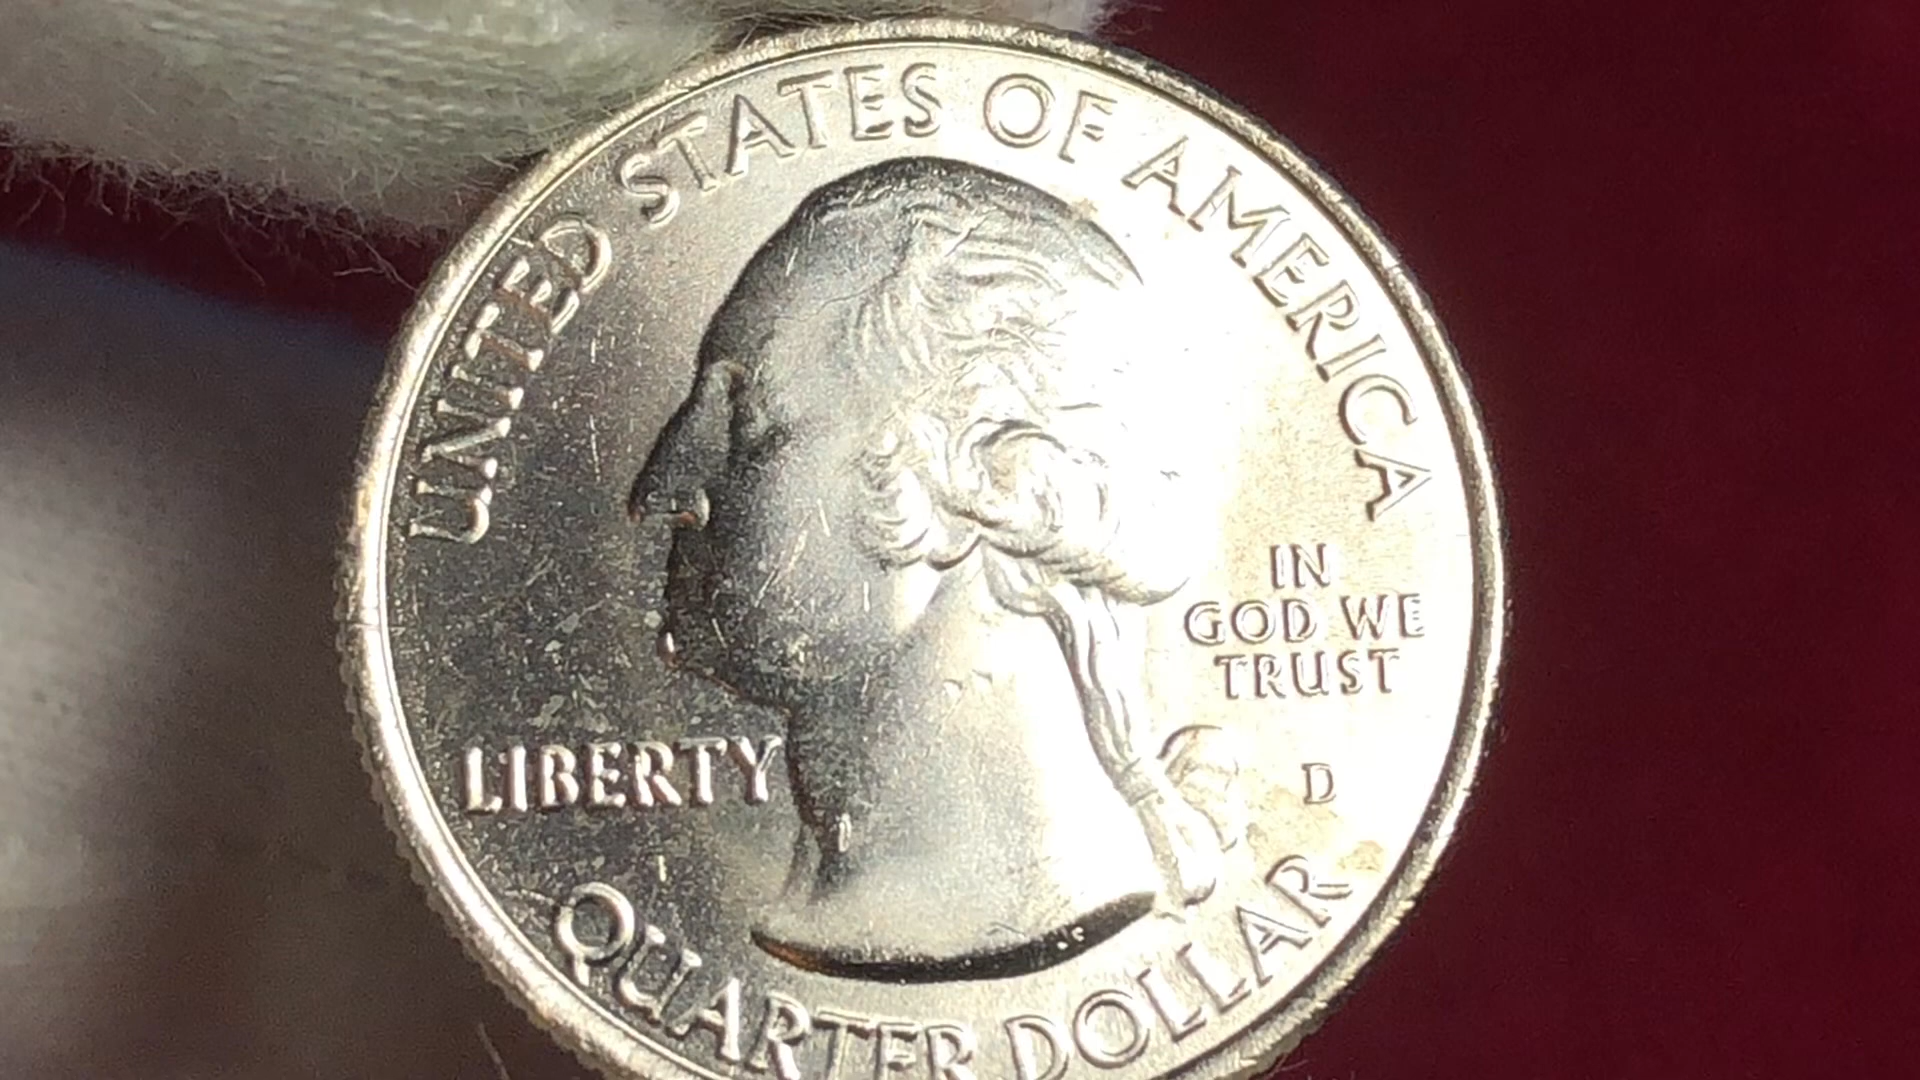 UNITED STATES OF AMERICA
LIBERTY
IN
GOD WE
TRUST
D
QUARTER DOLLAR